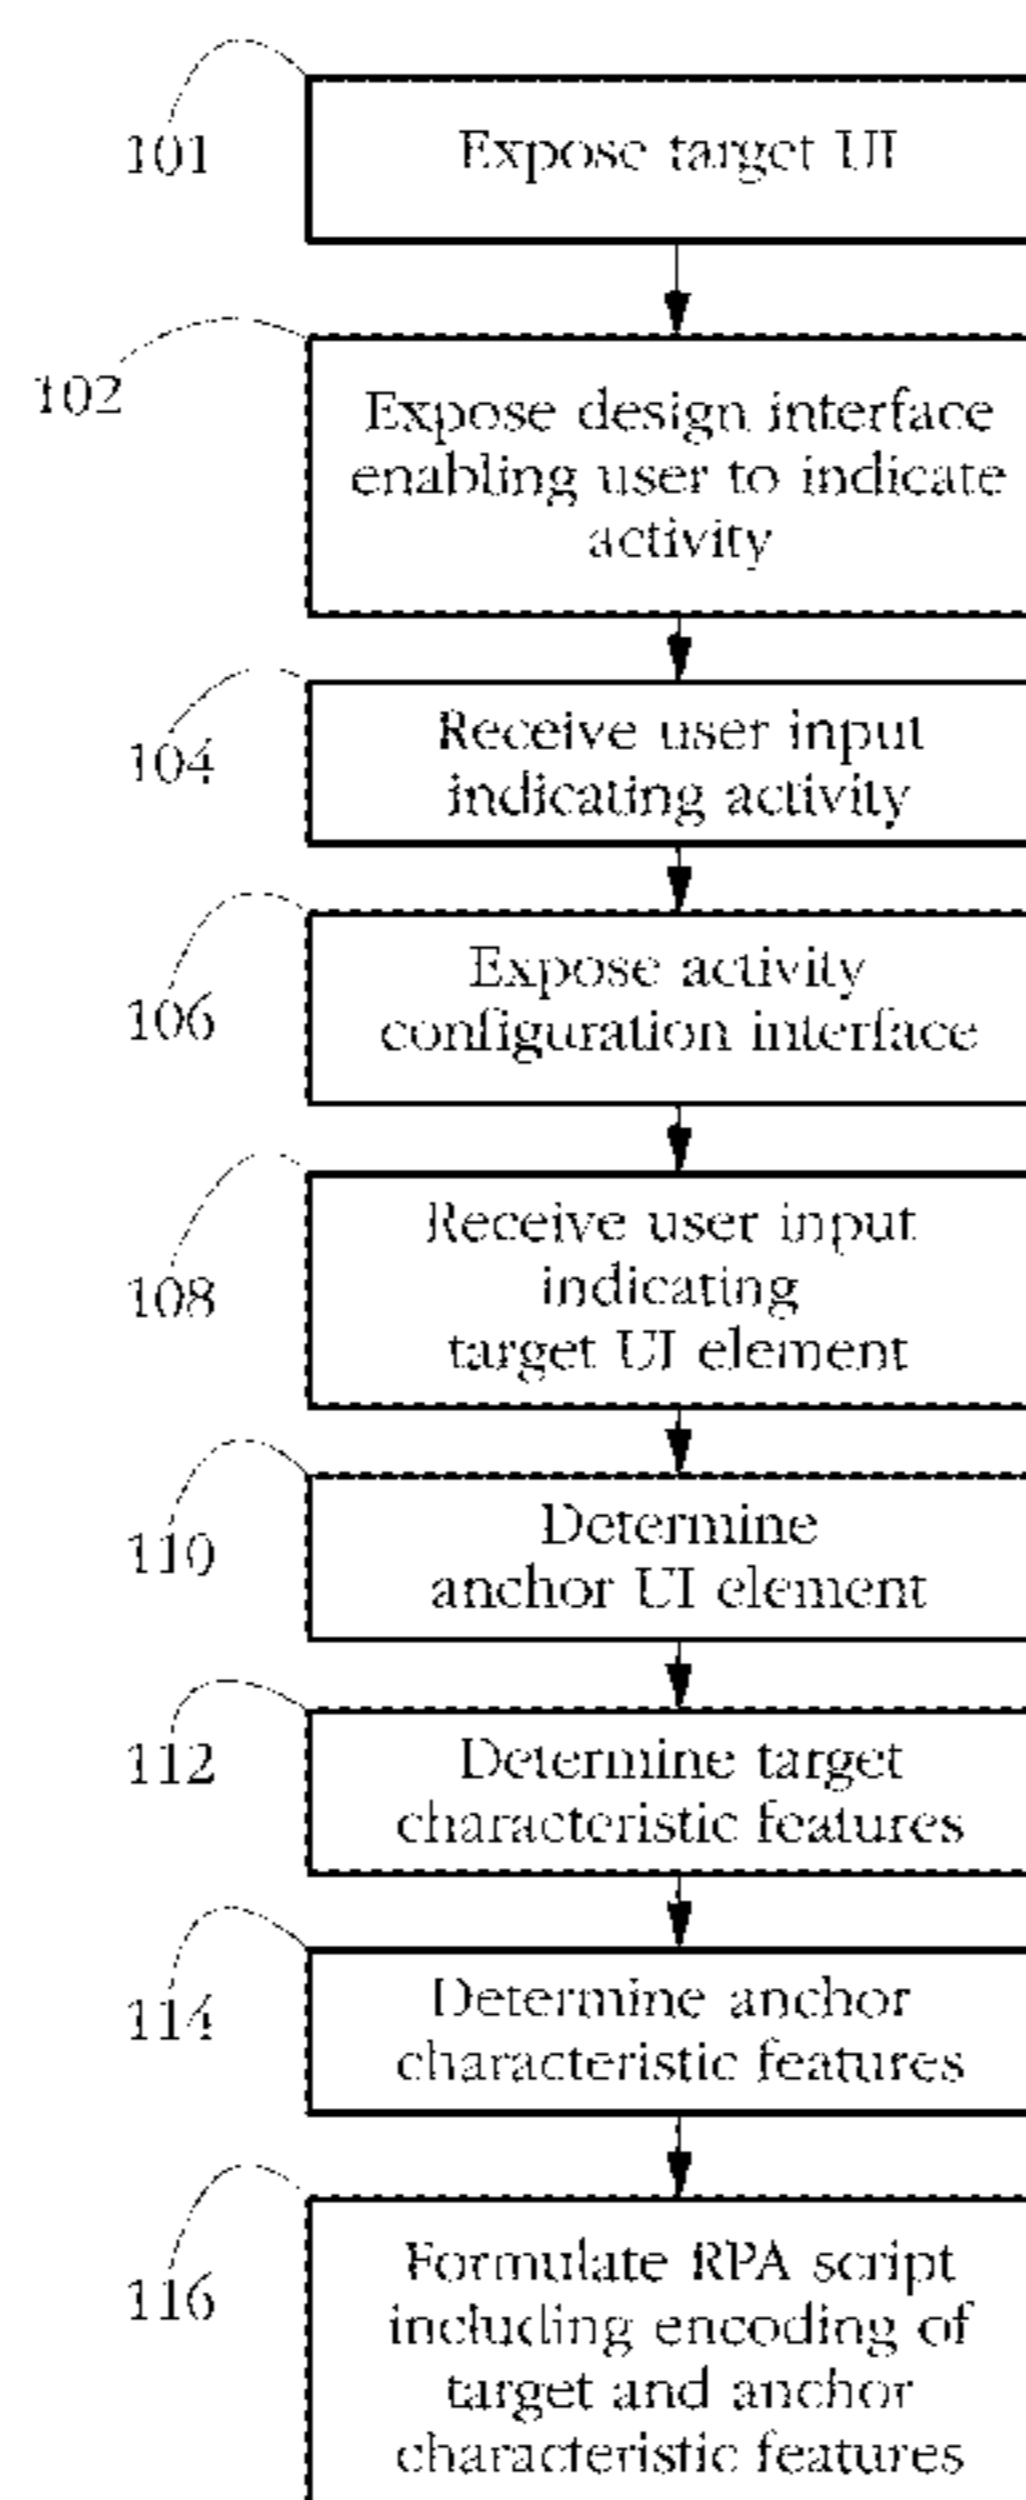 101
Expose target UI
102
Expose design interface
enabling user to indicate
activity
104
Receive user input
indicating activity
106
Expose activity
configuration interface
108
Receive user input
indicating
target UI element
110
Determine
anchor UI element
112
Determine target
characteristic features
114
Determine anchor
characteristic features
116
Formulate RPA script
including encoding of
target and anchor
characteristic features